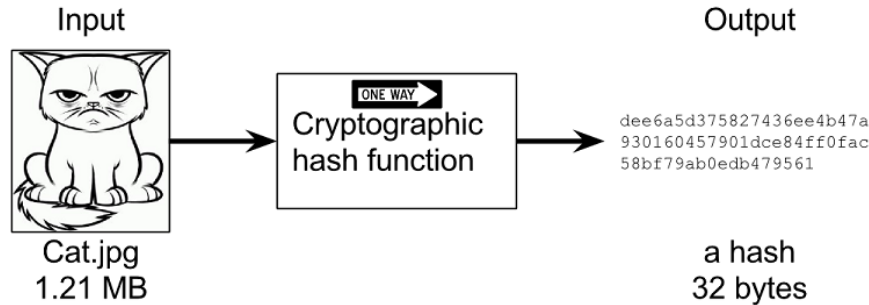 Input
Output
ONE WAY
Cryptographic
hash function
dee6a5d375827436ee4b47a
930160457901dce84ff0fac
58bf79ab0edb479561
Cat.jpg
1.21 MB
a hash
32 bytes